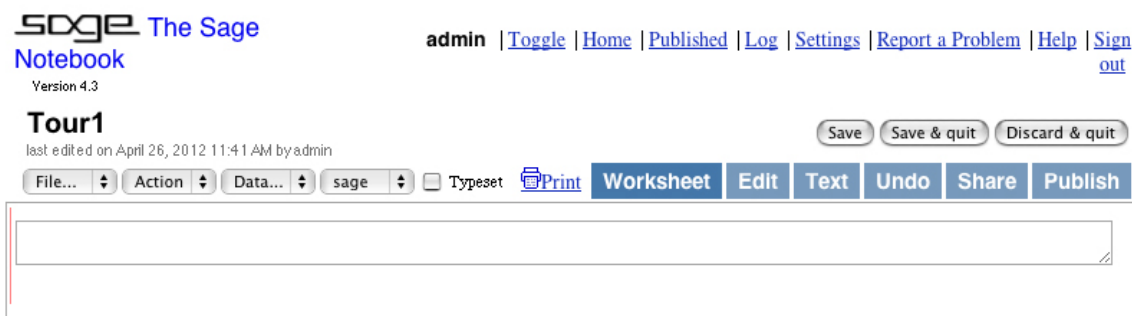 sage The Sage
Notebook
Version 4.3
admin | Toggle | Home | Published | Log | Settings | Report a Problem | Help | Sign
out
Tour1
last edited on April 26, 2012 11:41 AM by admin
Save Save & quit Discard & quit
File... Action Data... sage Typeset Print Worksheet Edit Text Undo Share Publish